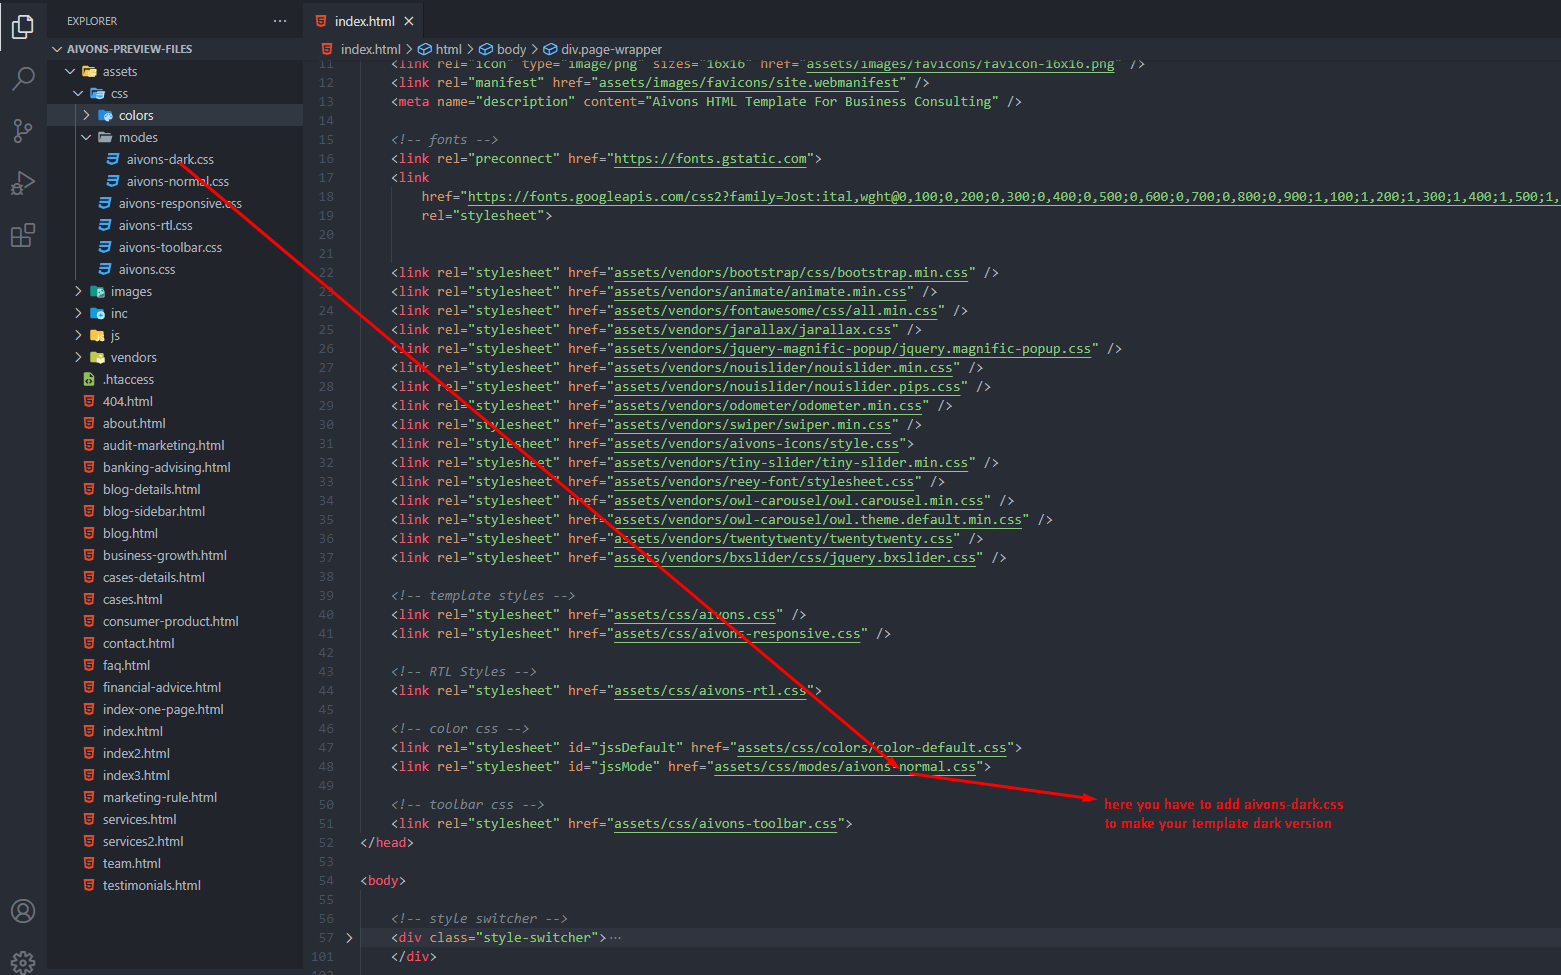 EXPLORER
···
index.html
AIVONS-PREVIEW-FILES
index.html > html > body > div.page-wrapper
assets
css
colors
modes
aivons-dark.css
aivons-normal.css
aivons-responsive.css
aivons-rtl.css
aivons-toolbar.css
aivons.css
images
inc
js
vendors
.htaccess
404.html
about.html
audit-marketing.html
banking-advising.html
blog-details.html
blog-sidebar.html
blog.html
business-growth.html
cases-details.html
cases.html
consumer-product.html
contact.html
faq.html
financial-advice.html
index-one-page.html
index.html
index2.html
index3.html
marketing-rule.html
services.html
services2.html
team.html
testimonials.html
11 <link rel="icon" type="image/png" sizes="16x16" href="assets/images/favicons/favicon-16x16.png" />
12 <link rel="manifest" href="assets/images/favicons/site.webmanifest" />
13 <meta name="description" content="Aivons HTML Template For Business Consulting" />
14
15 <!-- fonts -->
16 <link rel="preconnect" href="https://fonts.gstatic.com">
17 <link
18 href="https://fonts.googleapis.com/css2?family=Jost:ital,wght@0,100;0,200;0,300;0,400;0,500;0,600;0,700;0,800;0,900;1,100;1,200;1,300;1,400;1,500;1,
19 rel="stylesheet">
20
21
22 <link rel="stylesheet" href="assets/vendors/bootstrap/css/bootstrap.min.css" />
23 <link rel="stylesheet" href="assets/vendors/animate/animate.min.css" />
24 <link rel="stylesheet" href="assets/vendors/fontawesome/css/all.min.css" />
25 <link rel="stylesheet" href="assets/vendors/jarallax/jarallax.css" />
26 <link rel="stylesheet" href="assets/vendors/jquery-magnific-popup/jquery.magnific-popup.css" />
27 <link rel="stylesheet" href="assets/vendors/nouislider/nouislider.min.css" />
28 <link rel="stylesheet" href="assets/vendors/nouislider/nouislider.pips.css" />
29 <link rel="stylesheet" href="assets/vendors/odometer/odometer.min.css" />
30 <link rel="stylesheet" href="assets/vendors/swiper/swiper.min.css" />
31 <link rel="stylesheet" href="assets/vendors/aivons-icons/style.css">
32 <link rel="stylesheet" href="assets/vendors/tiny-slider/tiny-slider.min.css" />
33 <link rel="stylesheet" href="assets/vendors/reey-font/stylesheet.css" />
34 <link rel="stylesheet" href="assets/vendors/owl-carousel/owl.carousel.min.css" />
35 <link rel="stylesheet" href="assets/vendors/owl-carousel/owl.theme.default.min.css" />
36 <link rel="stylesheet" href="assets/vendors/twentytwenty/twentytwenty.css" />
37 <link rel="stylesheet" href="assets/vendors/bxslider/css/jquery.bxslider.css" />
38
39 <!-- template styles -->
40 <link rel="stylesheet" href="assets/css/aivons.css" />
41 <link rel="stylesheet" href="assets/css/aivons-responsive.css" />
42
43 <!-- RTL Styles -->
44 <link rel="stylesheet" href="assets/css/aivons-rtl.css">
45
46 <!-- color css -->
47 <link rel="stylesheet" id="jssDefault" href="assets/css/colors/color-default.css">
48 <link rel="stylesheet" id="jssMode" href="assets/css/modes/aivons-normal.css">
49
50 <!-- toolbar css -->
51 <link rel="stylesheet" href="assets/css/aivons-toolbar.css">
52 </head>
53
54 <body>
55
56 <!-- style switcher -->
57 <div class="style-switcher">···
101 </div>
here you have to add aivons-dark.css
to make your template dark version